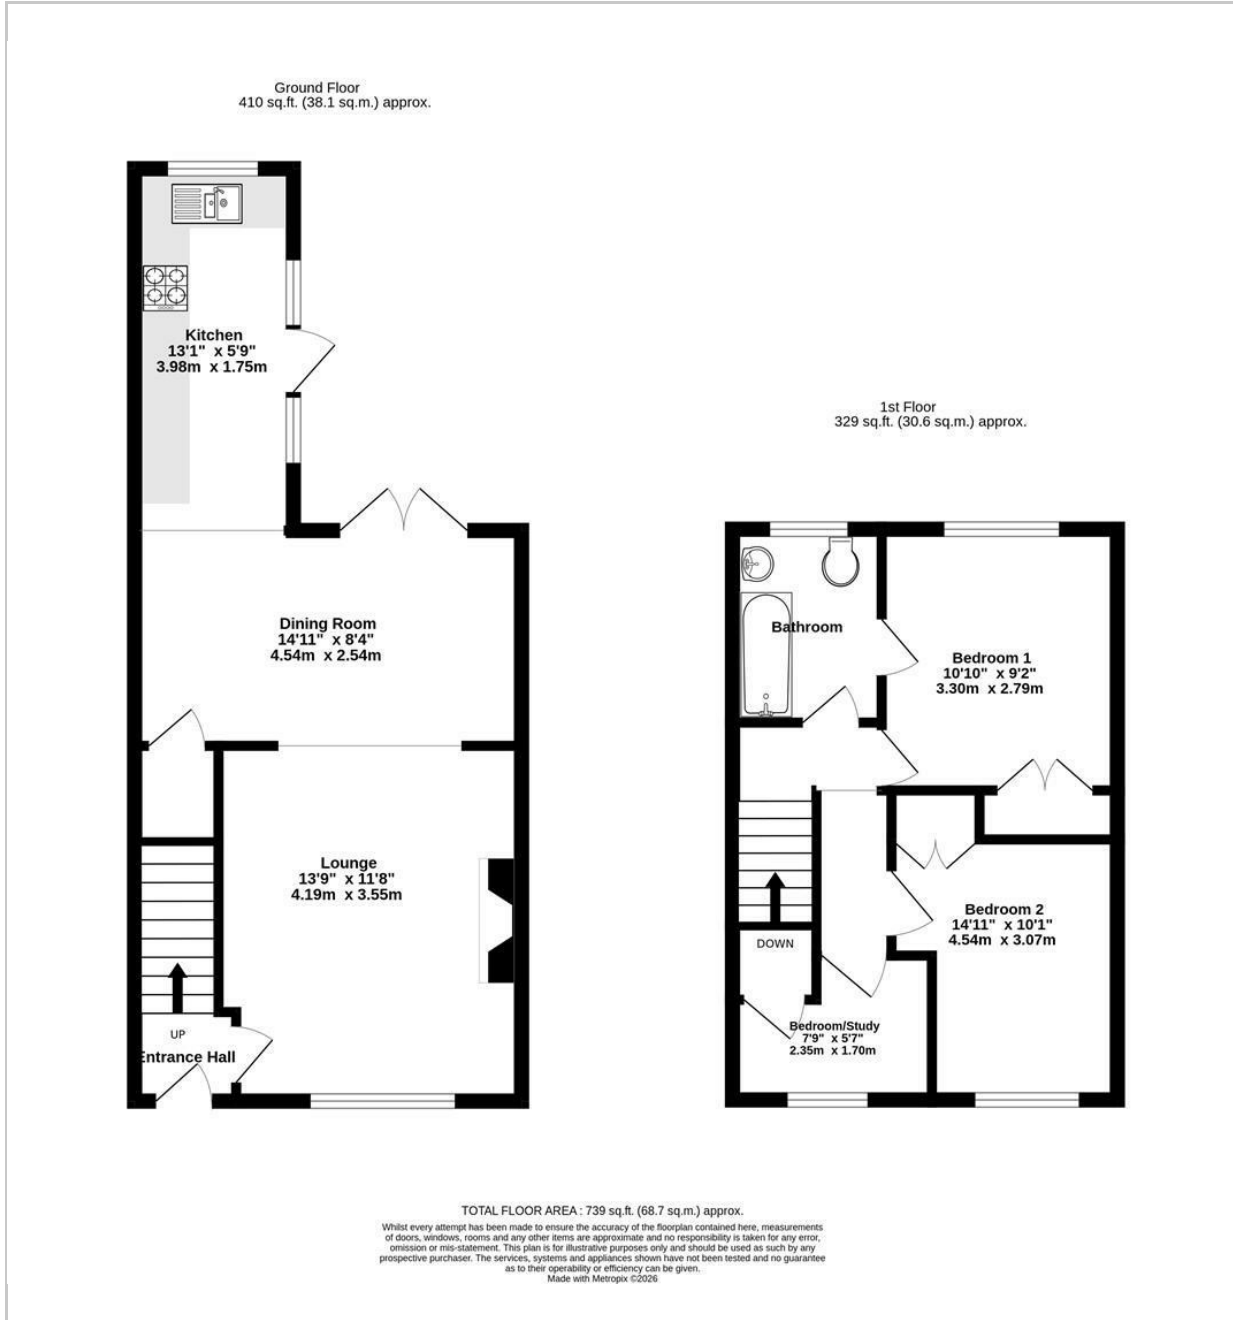 Ground Floor
410 sq.ft. (38.1 sq.m.) approx.
Kitchen
13'1" x 5'9"
3.98m x 1.75m
Dining Room
14'11" x 8'4"
4.54m x 2.54m
Lounge
13'9" x 11'8"
4.19m x 3.55m
UP
Entrance Hall
1st Floor
329 sq.ft. (30.6 sq.m.) approx.
Bathroom
Bedroom 1
10'10" x 9'2"
3.30m x 2.79m
Bedroom 2
14'11" x 10'1"
4.54m x 3.07m
DOWN
Bedroom/Study
7'9" x 5'7"
2.35m x 1.70m
TOTAL FLOOR AREA : 739 sq.ft. (68.7 sq.m.) approx.
Whilst every attempt has been made to ensure the accuracy of the floorplan contained here, measurements
of doors, windows, rooms and any other items are approximate and no responsibility is taken for any error,
omission or mis-statement. This plan is for illustrative purposes only and should be used as such by any
prospective purchaser. The services, systems and appliances shown have not been tested and no guarantee
as to their operability or efficiency can be given.
Made with Metropix ©2026